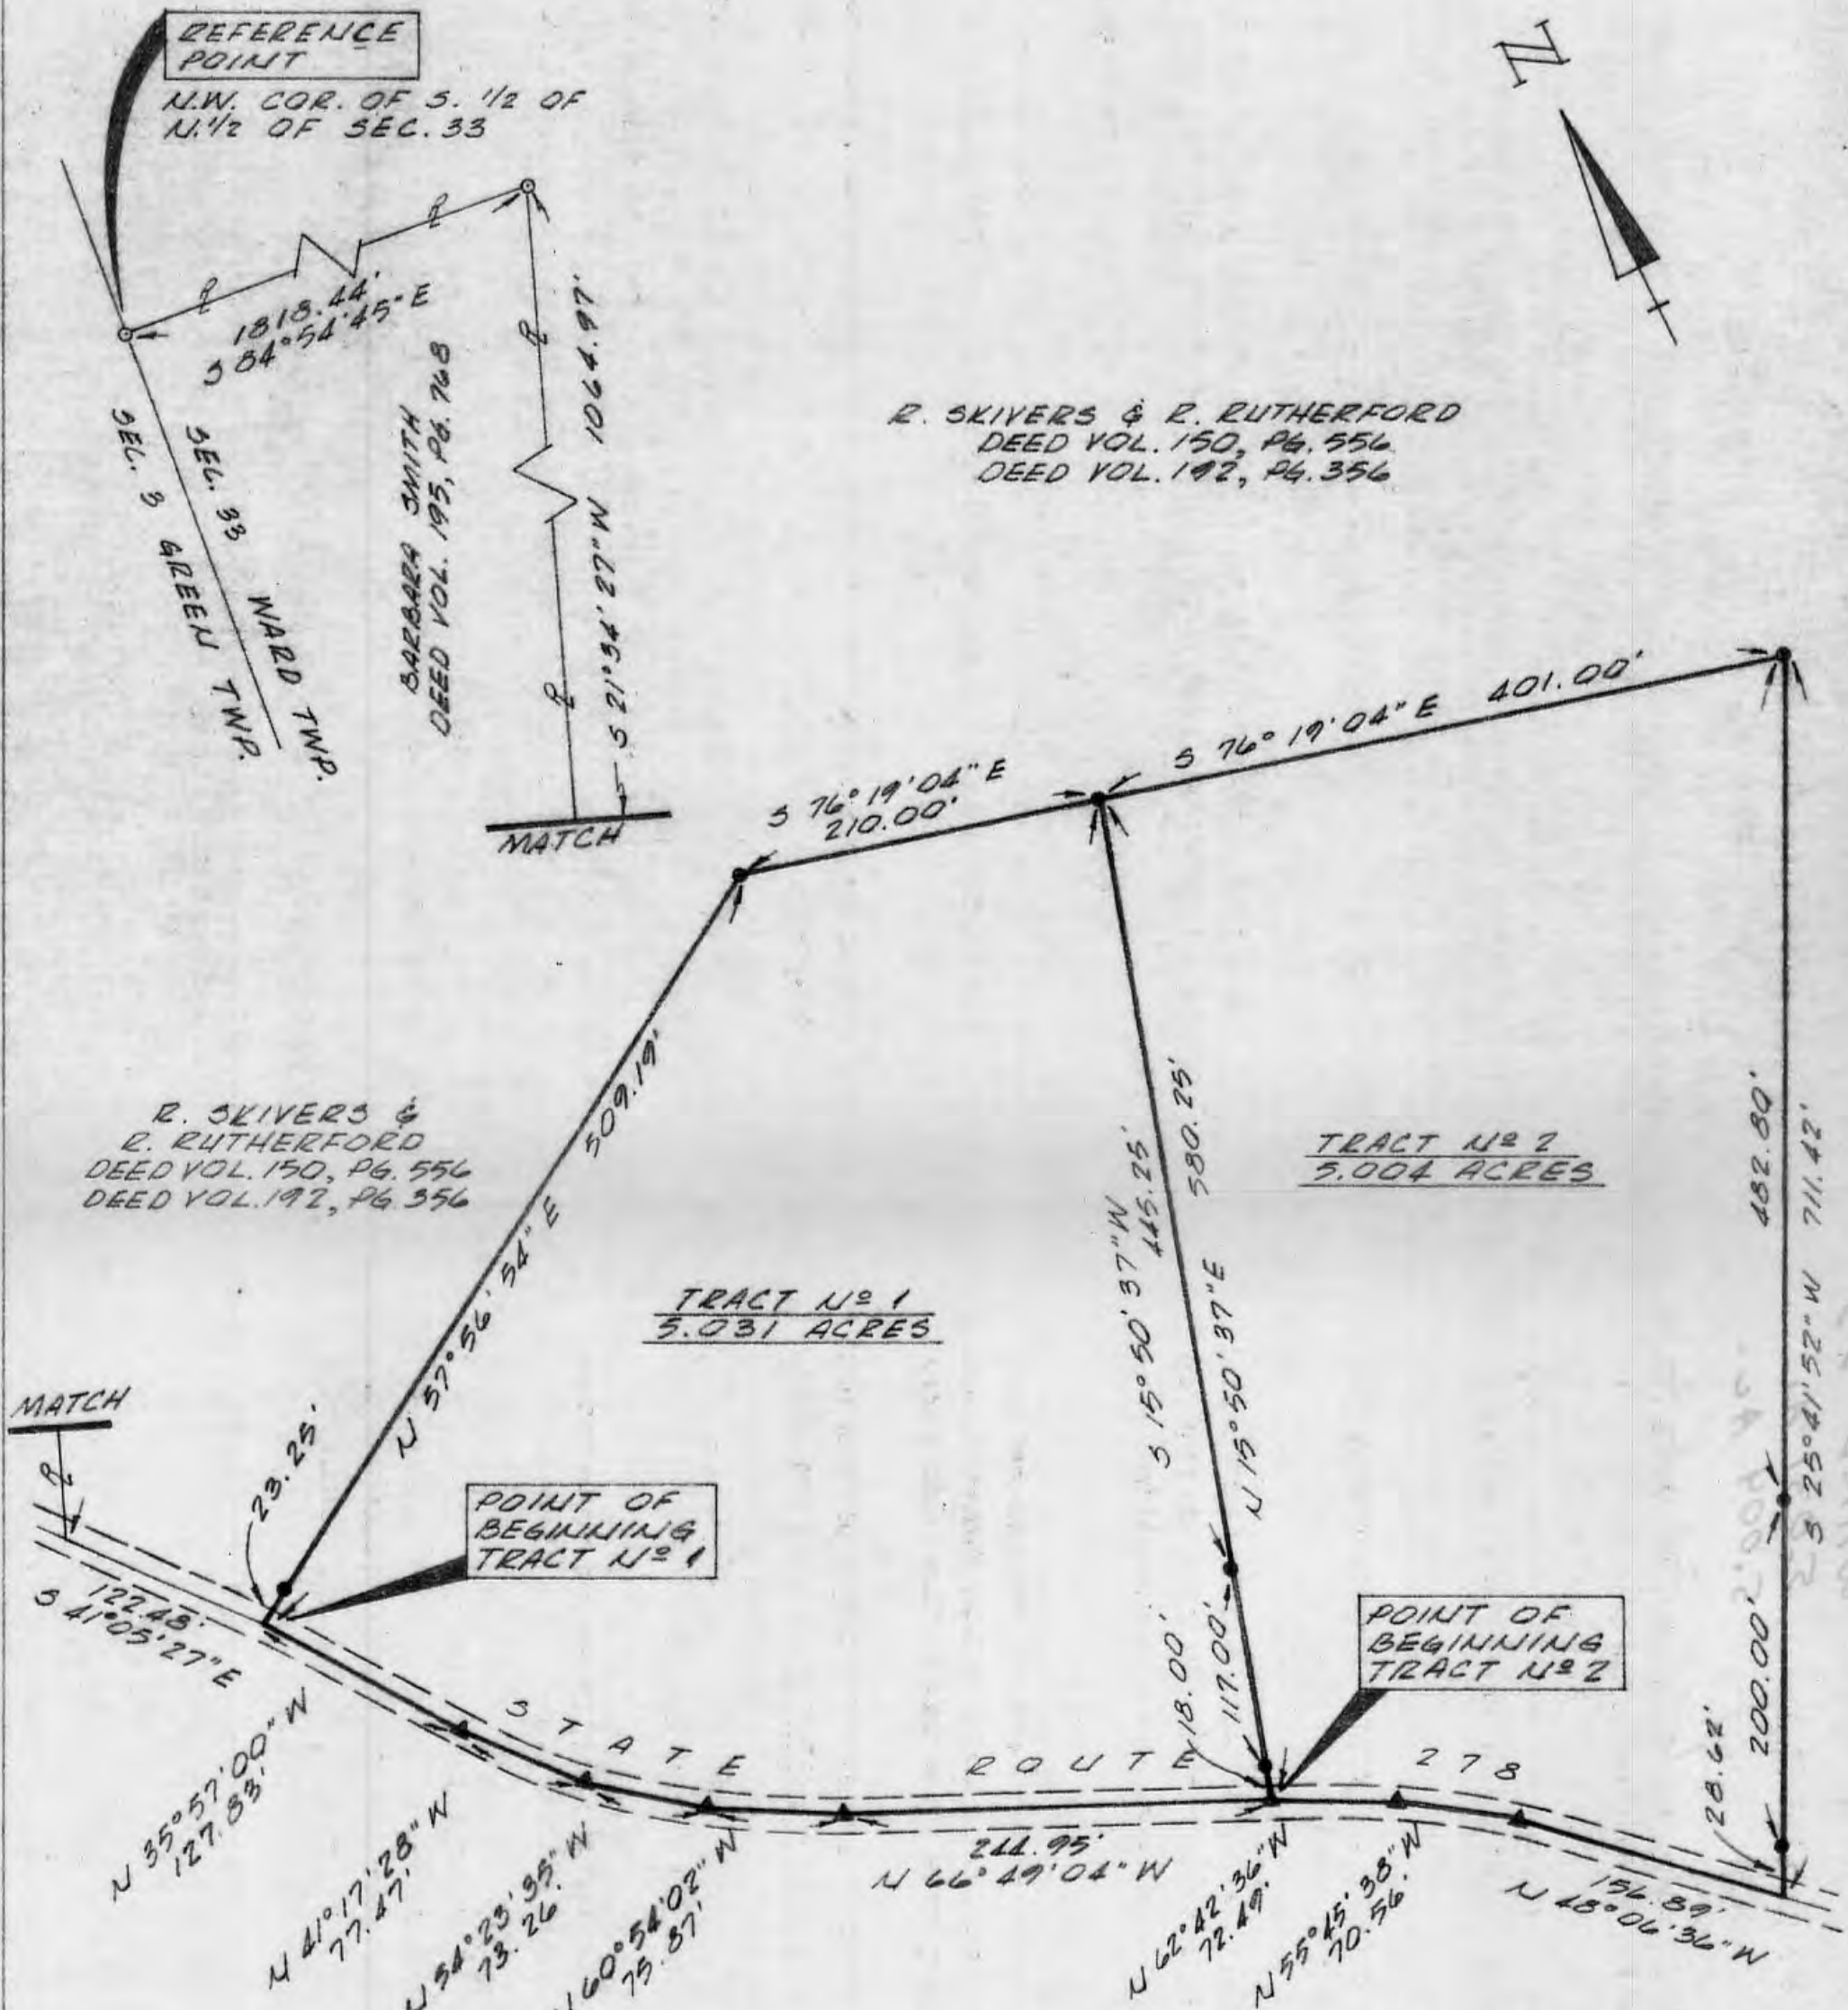 REFERENCE
POINT
N.W. COR. OF S. 1/2 OF
N. 1/2 OF SEC. 33
N
1818.44'
S 84°54'45" E
SEC. 3 GREEN TWP.
SEC. 33 WARD TWP.
BARBARA SMITH
DEED VOL. 195, PG. 768
S 21°34'27" W 1064.97'
MATCH
R. SKIVERS & R. RUTHERFORD
DEED VOL. 150, PG. 556
DEED VOL. 192, PG. 356
S 76°19'04" E
210.00'
S 76°19'04" E 401.00'
N 57°56'54" E 509.19'
R. SKIVERS &
R. RUTHERFORD
DEED VOL. 150, PG. 556
DEED VOL. 192, PG. 356
TRACT Nº 1
5.031 ACRES
S 15°50'37" W
445.25'
N 15°50'37" E 580.25'
TRACT Nº 2
5.004 ACRES
482.80'
S 25°41'52" W 711.42'
MATCH
23.25'
POINT OF
BEGINNING
TRACT Nº 1
122.48'
S 41°05'27" E
18.00'
117.00'
POINT OF
BEGINNING
TRACT Nº 2
28.62'
200.00'
STATE ROUTE 278
N 35°57'00" W
127.83'
N 41°17'28" W
77.47'
N 54°23'35" W
73.26'
N 60°54'02" W
75.87'
244.95'
N 66°49'04" W
N 62°42'36" W
72.49'
N 55°45'38" W
70.56'
156.89'
N 48°06'36" W